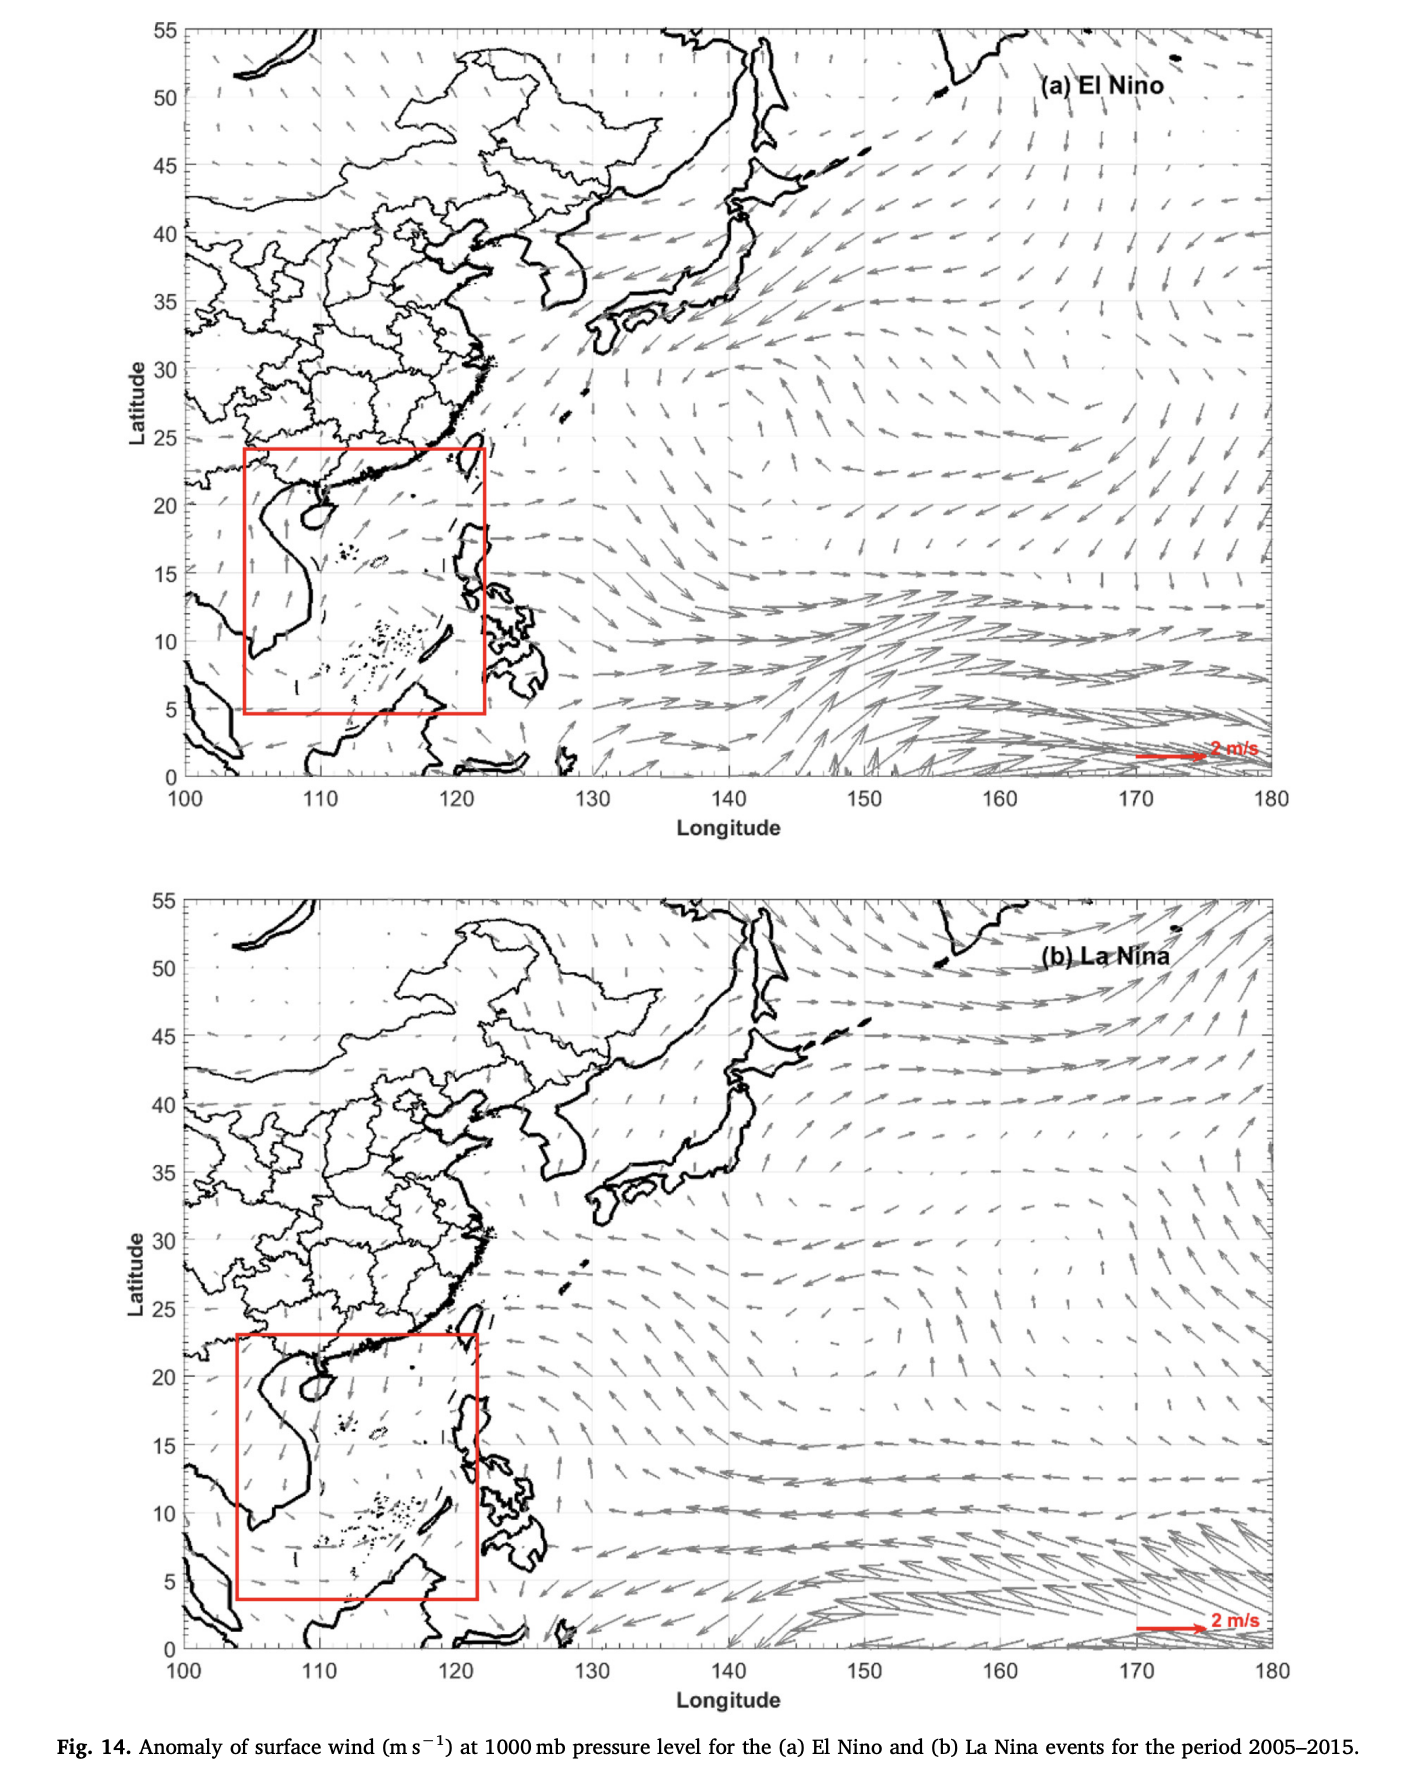 55
(a) El Nino
50
45
40
35
30
25
20
15
10
5
0
Latitude
2 m/s
100 110 120 130 140 150 160 170 180
Longitude
55
(b) La Nina
50
45
40
35
30
25
20
15
10
5
0
Latitude
2 m/s
100 110 120 130 140 150 160 170 180
Longitude
Fig. 14. Anomaly of surface wind (m s⁻¹) at 1000 mb pressure level for the (a) El Nino and (b) La Nina events for the period 2005–2015.